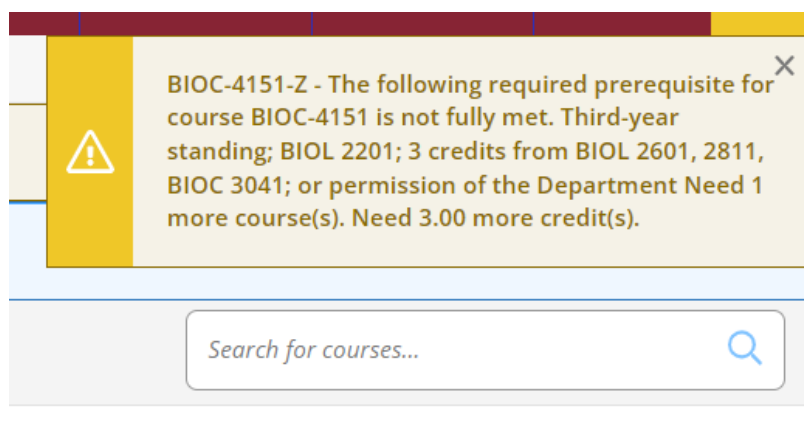 BIOC-4151-Z - The following required prerequisite for
course BIOC-4151 is not fully met. Third-year
standing; BIOL 2201; 3 credits from BIOL 2601, 2811,
BIOC 3041; or permission of the Department Need 1
more course(s). Need 3.00 more credit(s).
Search for courses...